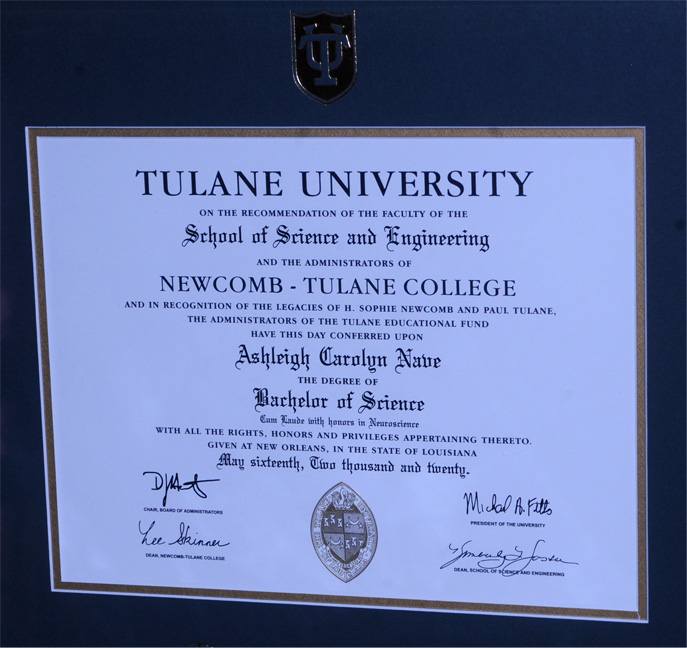 TU
TULANE UNIVERSITY
ON THE RECOMMENDATION OF THE FACULTY OF THE
School of Science and Engineering
AND THE ADMINISTRATORS OF
NEWCOMB - TULANE COLLEGE
AND IN RECOGNITION OF THE LEGACIES OF H. SOPHIE NEWCOMB AND PAUL TULANE,
THE ADMINISTRATORS OF THE TULANE EDUCATIONAL FUND
HAVE THIS DAY CONFERRED UPON
Ashleigh Carolyn Nave
THE DEGREE OF
Bachelor of Science
Cum Laude with honors in Neuroscience
WITH ALL THE RIGHTS, HONORS AND PRIVILEGES APPERTAINING THERETO.
GIVEN AT NEW ORLEANS, IN THE STATE OF LOUISIANA
May sixteenth, Two thousand and twenty.
CHAIR, BOARD OF ADMINISTRATORS
Michael A. Fitts
PRESIDENT OF THE UNIVERSITY
Lee Skinner
DEAN, NEWCOMB-TULANE COLLEGE
DEAN, SCHOOL OF SCIENCE AND ENGINEERING